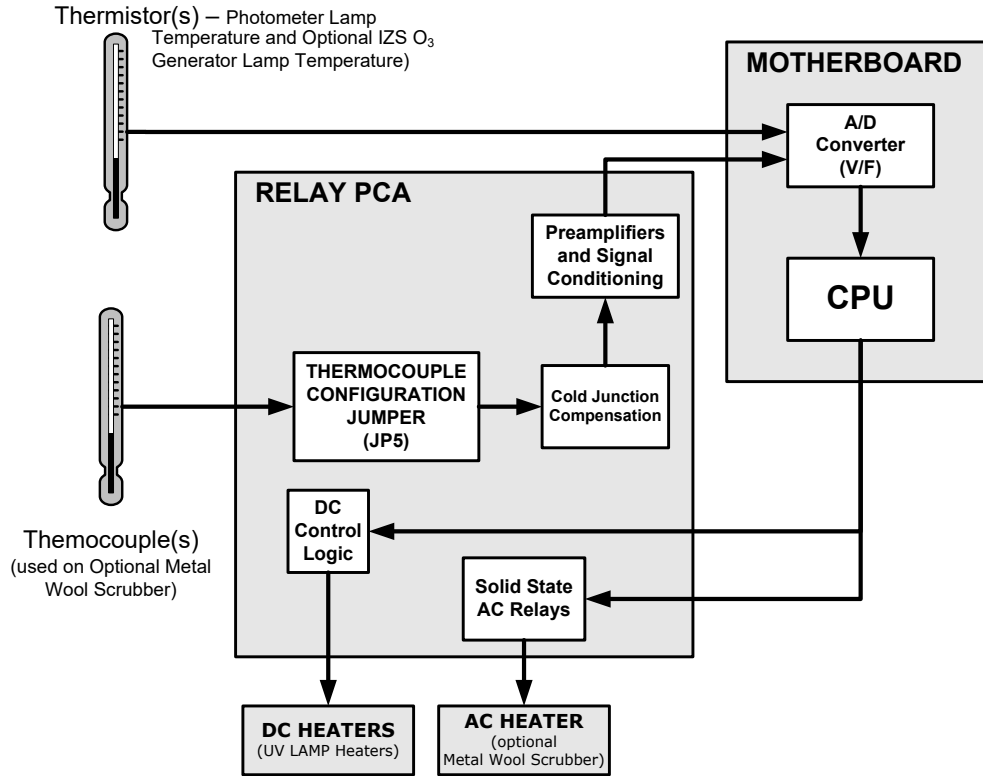 Thermistor(s) – Photometer Lamp
Temperature and Optional IZS O₃
Generator Lamp Temperature)
MOTHERBOARD
A/D
Converter
(V/F)
RELAY PCA
Preamplifiers
and Signal
Conditioning
CPU
THERMOCOUPLE
CONFIGURATION
JUMPER
(JP5)
Cold Junction
Compensation
DC
Control
Logic
Themocouple(s)
(used on Optional Metal
Wool Scrubber)
Solid State
AC Relays
DC HEATERS
(UV LAMP Heaters)
AC HEATER
(optional
Metal Wool Scrubber)